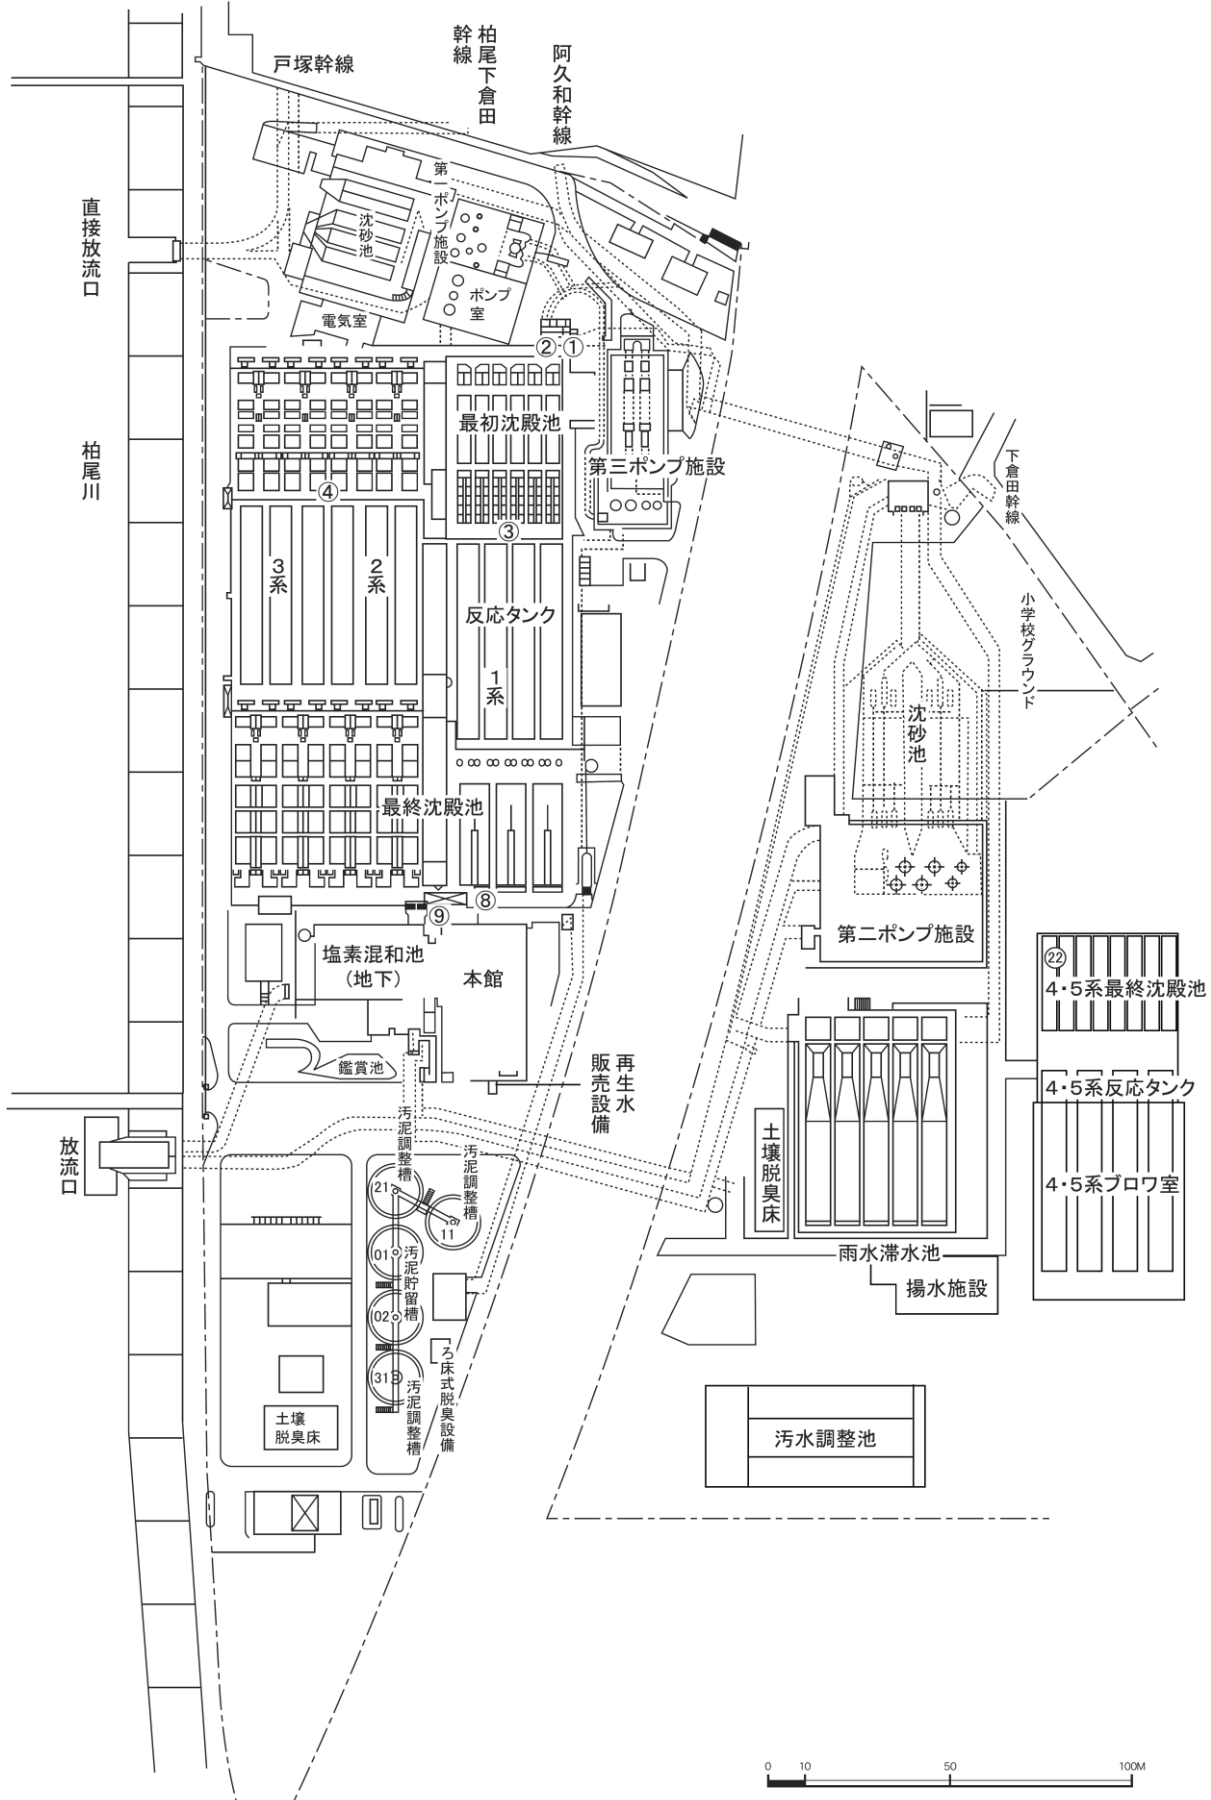 戸塚幹線
柏尾下倉田
幹線
阿久和幹線
直接放流口
第一ポンプ施設
沈砂池
ポンプ
室
電気室
②
①
最初沈殿池
第三ポンプ施設
柏尾川
④
③
下倉田幹線
3系
2系
反応タンク
1系
小学校グラウンド
沈砂池
最終沈殿池
⑧
⑨
塩素混和池
(地下)
本館
第二ポンプ施設
㉒
4・5系最終沈殿池
鑑賞池
再生水
販売設備
4・5系反応タンク
放流口
汚泥調整槽
汚泥調整槽
土壌脱臭床
4・5系ブロワ室
21
11
01
汚泥貯留槽
02
31
雨水滞水池
揚水施設
ろ床式脱臭設備
汚泥調整槽
土壌
脱臭床
汚水調整池
0 10 50 100M